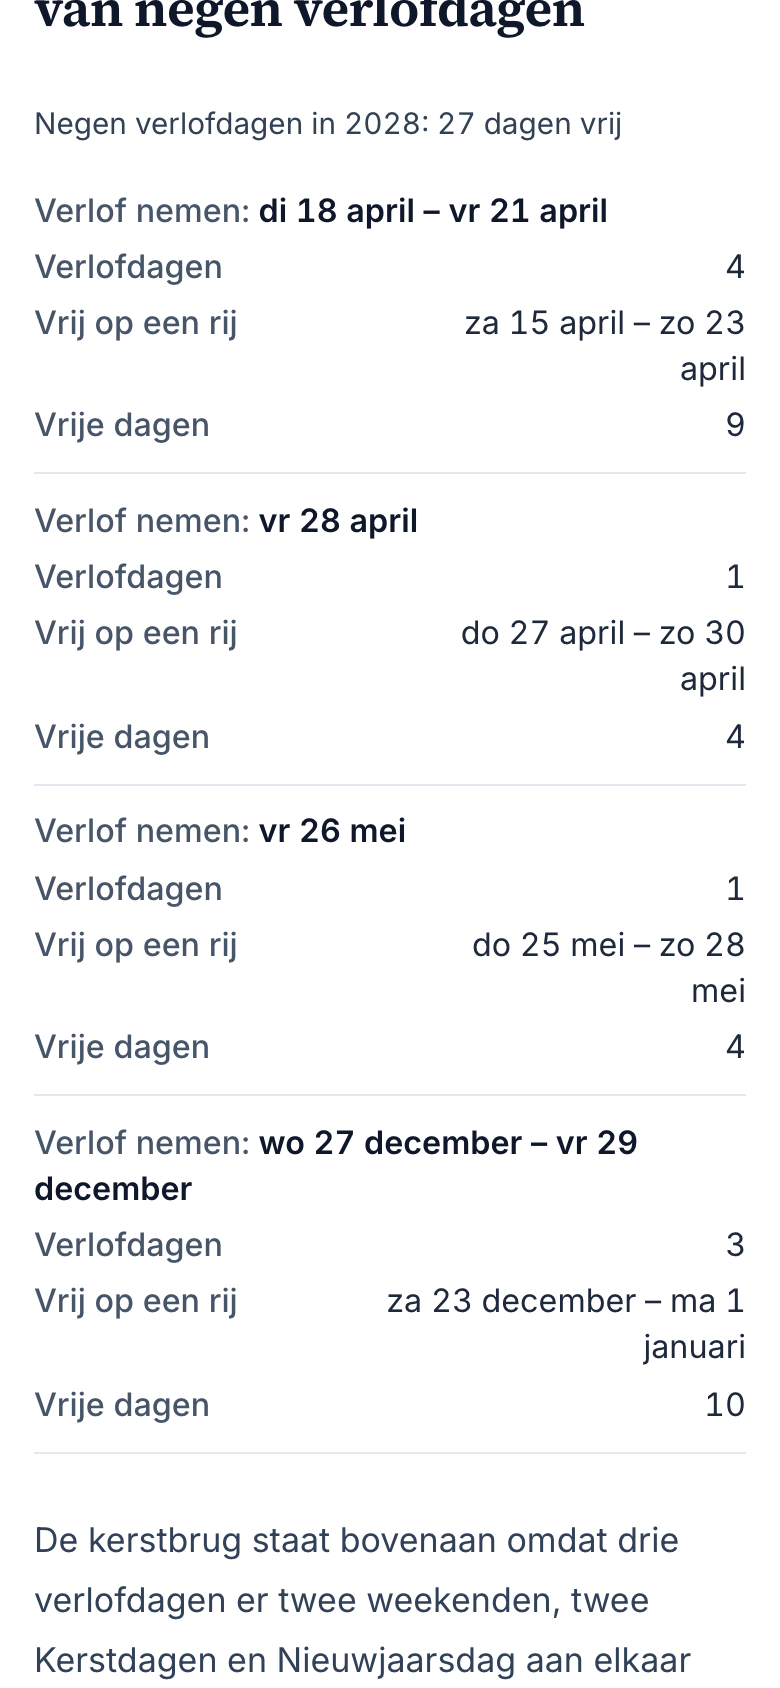 van negen verlofdagen
Negen verlofdagen in 2028: 27 dagen vrij
Verlof nemen: di 18 april – vr 21 april
Verlofdagen 4
Vrij op een rij za 15 april – zo 23
april
Vrije dagen 9
Verlof nemen: vr 28 april
Verlofdagen 1
Vrij op een rij do 27 april – zo 30
april
Vrije dagen 4
Verlof nemen: vr 26 mei
Verlofdagen 1
Vrij op een rij do 25 mei – zo 28
mei
Vrije dagen 4
Verlof nemen: wo 27 december – vr 29
december
Verlofdagen 3
Vrij op een rij za 23 december – ma 1
januari
Vrije dagen 10
De kerstbrug staat bovenaan omdat drie
verlofdagen er twee weekenden, twee
Kerstdagen en Nieuwjaarsdag aan elkaar